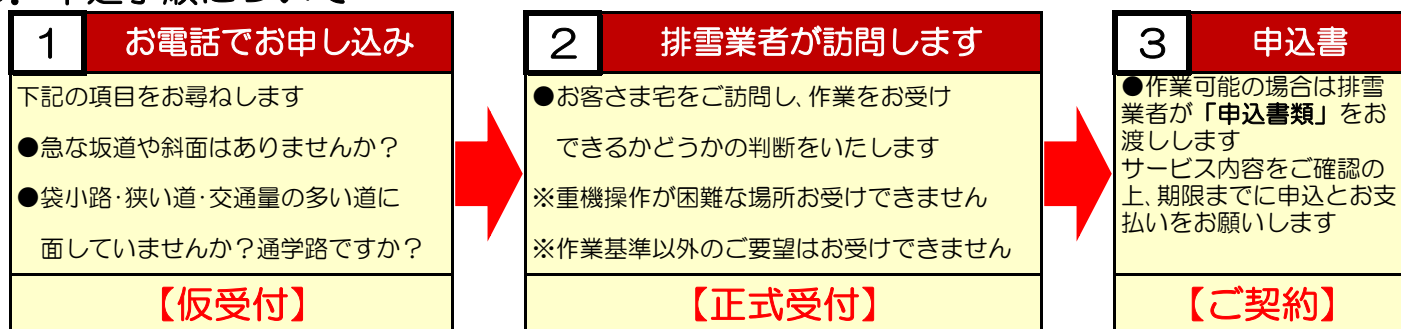 1 お電話でお申し込み
下記の項目をお尋ねします
●急な坂道や斜面はありませんか？
●袋小路・狭い道・交通量の多い道に
面していませんか？通学路ですか？
【仮受付】
2 排雪業者が訪問します
●お客さま宅をご訪問し、作業をお受け
できるかどうかの判断をいたします
※重機操作が困難な場所お受けできません
※作業基準以外のご要望はお受けできません
【正式受付】
3 申込書
●作業可能の場合は排雪
業者が「申込書類」をお
渡しします
サービス内容をご確認の
上、期限までに申込とお支
払いをお願いします
【ご契約】